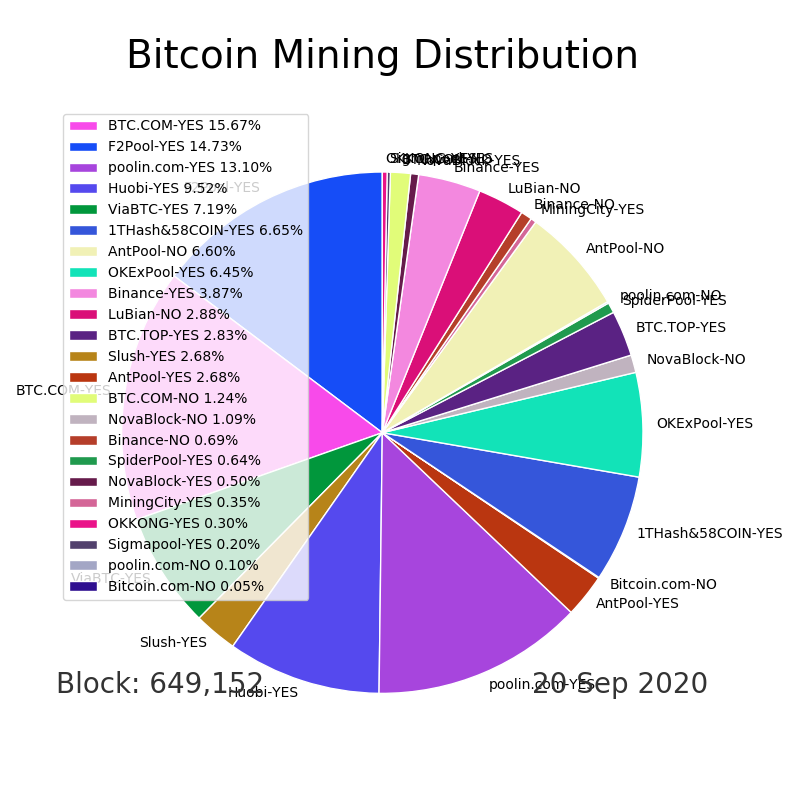 Bitcoin Mining Distribution
BTC.COM-YES 15.67%
F2Pool-YES 14.73%
poolin.com-YES 13.10%
Huobi-YES 9.52%
ViaBTC-YES 7.19%
1THash&58COIN-YES 6.65%
AntPool-NO 6.60%
OKExPool-YES 6.45%
Binance-YES 3.87%
LuBian-NO 2.88%
BTC.TOP-YES 2.83%
Slush-YES 2.68%
AntPool-YES 2.68%
BTC.COM-NO 1.24%
NovaBlock-NO 1.09%
Binance-NO 0.69%
SpiderPool-YES 0.64%
NovaBlock-YES 0.50%
MiningCity-YES 0.35%
OKKONG-YES 0.30%
Sigmapool-YES 0.20%
poolin.com-NO 0.10%
Bitcoin.com-NO 0.05%
NovaBlock-YES
Binance-YES
LuBian-NO
Binance-NO
MiningCity-YES
AntPool-NO
poolin.com-NO
SpiderPool-YES
BTC.TOP-YES
NovaBlock-NO
OKExPool-YES
1THash&58COIN-YES
Bitcoin.com-NO
AntPool-YES
poolin.com-YES
Huobi-YES
Slush-YES
ViaBTC-YES
BTC.COM-YES
Block: 649,152
20 Sep 2020